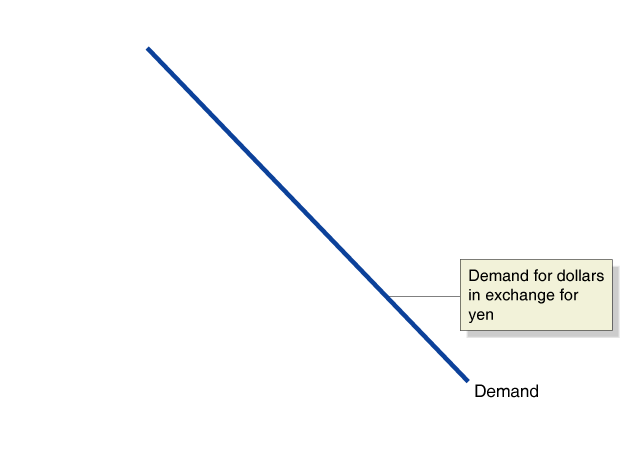 Demand for dollars
in exchange for
yen
Demand